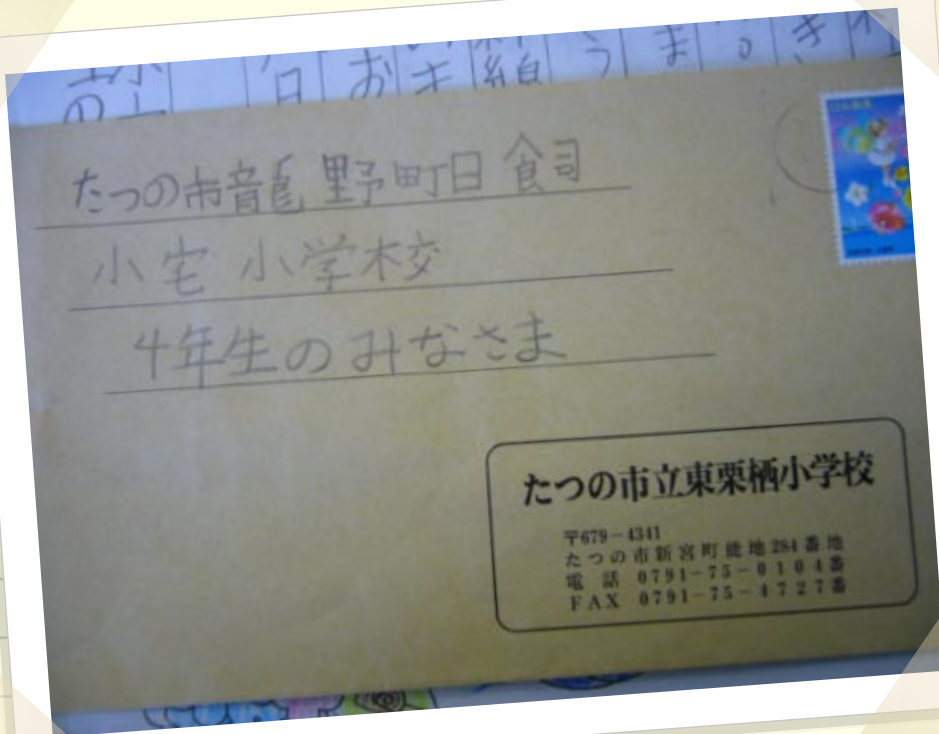 たつの市龍野町日飼
小宅小学校
4年生のみなさま
たつの市立東栗栖小学校
〒679-4341
たつの市新宮町能地284番地
電話 0791-75-0104番
FAX 0791-75-4727番